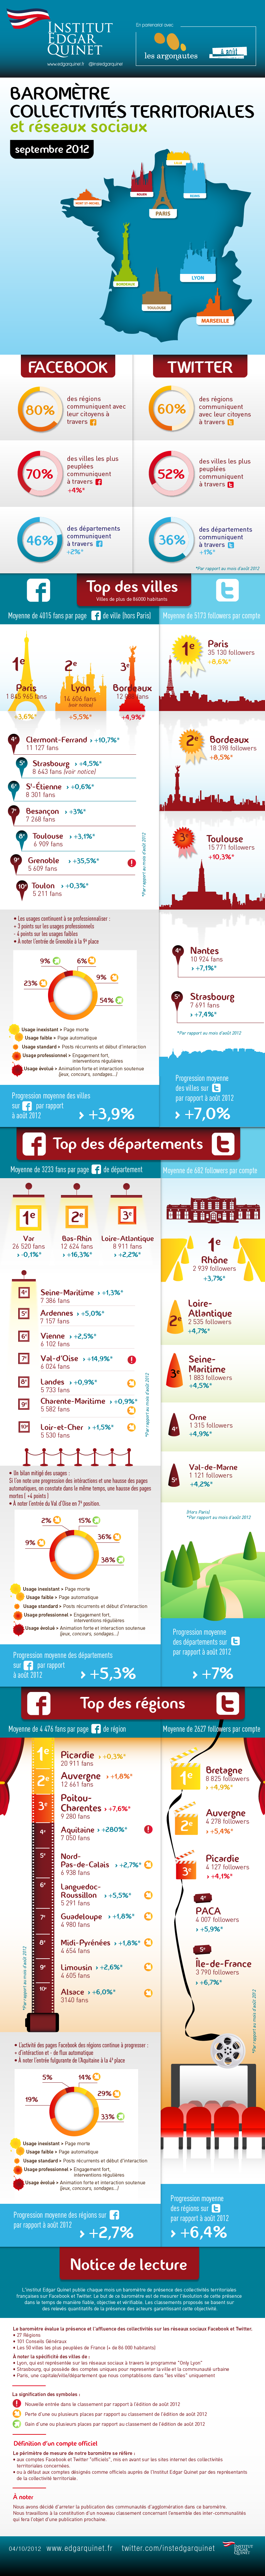 INSTITUT
EDGAR
QUINET
www.edgarquinet.fr @instedgarquinet
En partenariat avec
les argonautes
à août
BAROMÈTRE
COLLECTIVITÉS TERRITORIALES
et réseaux sociaux
septembre 2012
ROUEN
MONT ST-MICHEL
REIMS
PARIS
LYON
BORDEAUX
TOULOUSE
MARSEILLE
FACEBOOK
TWITTER
80%
des régions
communiquent avec
leur citoyens à
travers
60%
des régions
communiquent
avec leur citoyens
à travers
70%
des villes les plus
peuplées
communiquent
à travers
+4%*
52%
des villes les plus
peuplées
communiquent
à travers
46%
des départements
communiquent
à travers
+2%*
36%
des départements
communiquent
à travers
+1%*
*Par rapport au mois d'août 2012
Top des villes
Villes de plus de 86000 habitants
Moyenne de 4015 fans par page de ville (hors Paris)
Moyenne de 5173 followers par compte
1e
Paris
1 845 965 fans
+3,6%*
2e
Lyon
14 606 fans
(voir notice)
+5,5%*
3e
Bordeaux
+4,9%*
4e Clermont-Ferrand > +10,7%*
11 127 fans
5e Strasbourg > +4,5%*
8 643 fans (voir notice)
6e St-Étienne > +0,6%*
8 301 fans
7e Besançon > +3%*
7 268 fans
8e Toulouse > +3,1%*
6 909 fans
9e Grenoble > +35,5%*
5 609 fans
10e Toulon > +0,3%*
5 211 fans
*Par rapport au mois d'août 2012
1e
Paris
35 130 followers
+6,6%*
2e
Bordeaux
18 398 followers
+8,5%*
3e
Toulouse
15 771 followers
+10,3%*
4e
Nantes
10 924 fans
> +7,1%*
5e
Strasbourg
7 691 fans
> +7,4%*
*Par rapport au mois d'août 2012
• Les usages continuent à se professionnaliser :
+ 3 points sur les usages professionnels
- 4 points sur les usages faibles
• À noter l'entrée de Grenoble à la 9e place
9%
6%
9%
23%
54%
Usage inexistant > Page morte
Usage faible > Page automatique
Usage standard > Posts récurrents et début d'interaction
Usage professionnel > Engagement fort,
interventions régulières
Usage évolué > Animation forte et interaction soutenue
(jeux, concours, sondages...)
Progression moyenne des villes
sur par rapport
à août 2012
> +3,9%
Progression moyenne
des villes sur
par rapport à août 2012
> +7,0%
Top des départements
Moyenne de 3233 fans par page de département
Moyenne de 682 followers par compte
1e
Var
26 520 fans
> -0,1%*
2e
Bas-Rhin
12 624 fans
> +16,3%*
3e
Loire-Atlantique
8 911 fans
> +2,2%*
4e Seine-Maritime > +1,3%*
7 386 fans
5e Ardennes > +5,0%*
7 157 fans
6e Vienne > +2,5%*
6 102 fans
7e Val-d'Oise > +14,9%*
6 024 fans
8e Landes > +0,9%*
5 733 fans
9e Charente-Maritime > +0,9%*
5 582 fans
10e Loir-et-Cher > +1,5%*
5 530 fans
*Par rapport au mois d'août 2012
1e
Rhône
2 939 followers
+3,7%*
2e
Loire-
Atlantique
2 535 followers
+4,7%*
3e
Seine-
Maritime
1 883 followers
+4,5%*
4e
Orne
1 315 followers
+4,9%*
5e
Val-de-Marne
1 121 followers
+4,2%*
(Hors Paris)
*Par rapport au mois d'août 2012
• Un bilan mitigé des usages :
Si l'on note une progression des interactions et une hausse des pages
automatiques, on constate dans le même temps, une hausse des pages
mortes ( +4 points )
• À noter l'entrée du Val d'Oise en 7e position.
2%
15%
36%
9%
38%
Usage inexistant > Page morte
Usage faible > Page automatique
Usage standard > Posts récurrents et début d'interaction
Usage professionnel > Engagement fort,
interventions régulières
Usage évolué > Animation forte et interaction soutenue
(jeux, concours, sondages...)
Progression moyenne des départements
sur par rapport
à août 2012
> +5,3%
Progression moyenne
des départements sur
par rapport à août 2012
> +7%
Top des régions
Moyenne de 4 476 fans par page de région
Moyenne de 2627 followers par compte
1e
Picardie > +0,3%*
20 911 fans
2e
Auvergne > +1,8%*
12 661 fans
3e
Poitou-
Charentes > +7,6%*
9 280 fans
4e
Aquitaine > +280%*
7 050 fans
5e
Nord-
Pas-de-Calais > +2,7%*
6 938 fans
6e
Languedoc-
Roussillon > +5,5%*
5 291 fans
7e
Guadeloupe > +1,8%*
4 980 fans
8e
Midi-Pyrénées > +1,8%*
4 654 fans
9e
Limousin > +2,6%*
4 605 fans
10e
Alsace > +6,0%*
3140 fans
*Par rapport au mois d'août 2012
1e
Bretagne
8 825 followers
> +4,9%*
2e
Auvergne
4 278 followers
> +5,4%*
3e
Picardie
4 127 followers
> +4,1%*
4e
PACA
4 007 followers
> +5,9%*
5e
Île-de-France
3 790 followers
> +6,7%*
*Par rapport au mois d'août 2012
• L'activité des pages Facebook des régions continue à progresser :
+ d'interaction et - de flux automatique
• À noter l'entrée fulgurante de l'Aquitaine à la 4e place
5%
14%
29%
19%
33%
Usage inexistant > Page morte
Usage faible > Page automatique
Usage standard > Posts récurrents et début d'interaction
Usage professionnel > Engagement fort,
interventions régulières
Usage évolué > Animation forte et interaction soutenue
(jeux, concours, sondages...)
Progression moyenne des régions sur
par rapport à août 2012
> +2,7%
Progression moyenne
des régions sur
par rapport à août 2012
> +6,4%
Notice de lecture
L'Institut Edgar Quinet publie chaque mois un baromètre de présence des collectivités territoriales
françaises sur Facebook et Twitter. Le but de ce baromètre est de mesurer l'évolution de cette présence
dans le temps de manière fiable, objective et vérifiable. Les classements proposés se basent sur
des relevés quantitatifs de la présence des acteurs garantissant cette objectivité.
Le baromètre évalue la présence et l'affluence des collectivités sur les réseaux sociaux Facebook et Twitter.
• 27 Régions
• 101 Conseils Généraux
• Les 50 villes les plus peuplées de France (+ de 86 000 habitants)
À noter la spécificité des villes de :
• Lyon, qui est représentée sur les réseaux sociaux à travers le programme "Only Lyon"
• Strasbourg, qui possède des comptes uniques pour représenter la ville et la communauté urbaine
• Paris, une capitale/ville/département que nous comptabilisons dans "les villes" uniquement
La signification des symboles :
Nouvelle entrée dans le classement par rapport à l'édition de août 2012
Perte d'une ou plusieurs places par rapport au classement de l'édition de août 2012
Gain d'une ou plusieurs places par rapport au classement de l'édition de août 2012
Définition d'un compte officiel
Le périmètre de mesure de notre baromètre se réfère :
• aux comptes Facebook et Twitter "officiels", mis en avant sur les sites internet des collectivités
territoriales concernées.
• ou à défaut aux comptes désignés comme officiels auprès de l'Institut Edgar Quinet par des représentants
de la collectivité territoriale.
À noter
Nous avons décidé d'arrêter la publication des communautés d'agglomération dans ce baromètre.
Nous travaillons à la constitution d'un nouveau classement concernant l'ensemble des inter-communalités
qui fera l'objet d'une publication prochaine.
04/10/2012 www.edgarquinet.fr twitter.com/instedgarquinet
INSTITUT
EDGAR
QUINET